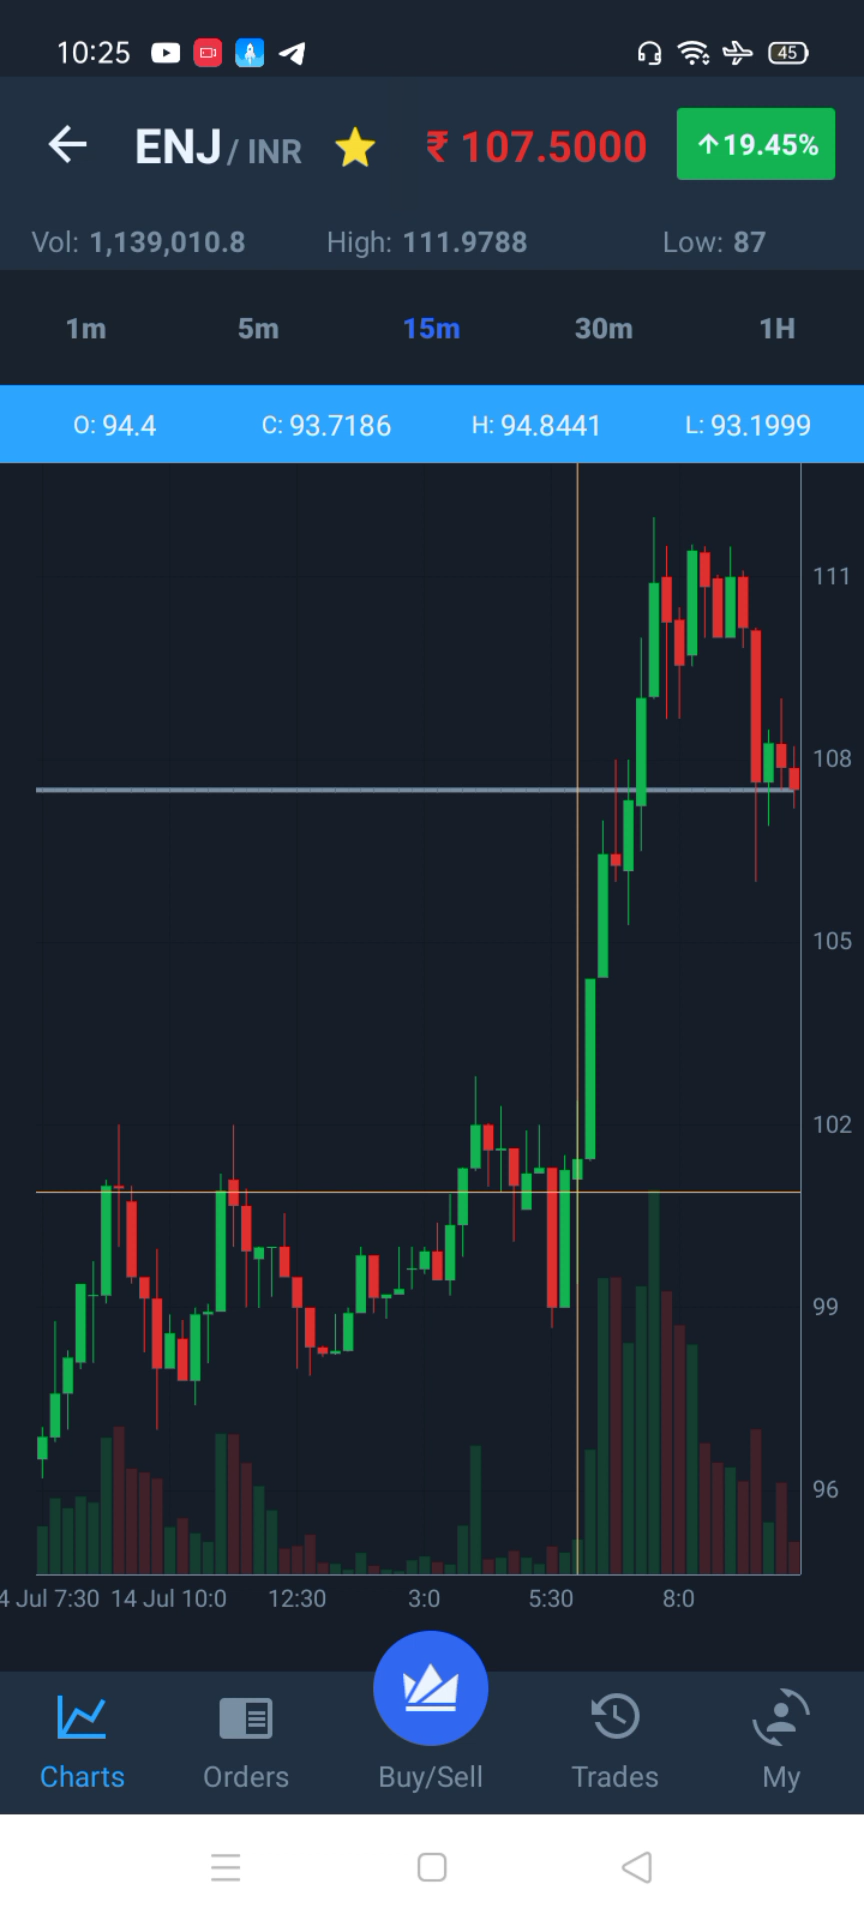 10:25 45
ENJ / INR ₹ 107.5000 ↑19.45%
Vol: 1,139,010.8 High: 111.9788 Low: 87
1m 5m 15m 30m 1H
O: 94.4 C: 93.7186 H: 94.8441 L: 93.1999
111
108
105
102
99
96
4 Jul 7:30 14 Jul 10:0 12:30 3:0 5:30 8:0
Charts Orders Buy/Sell Trades My